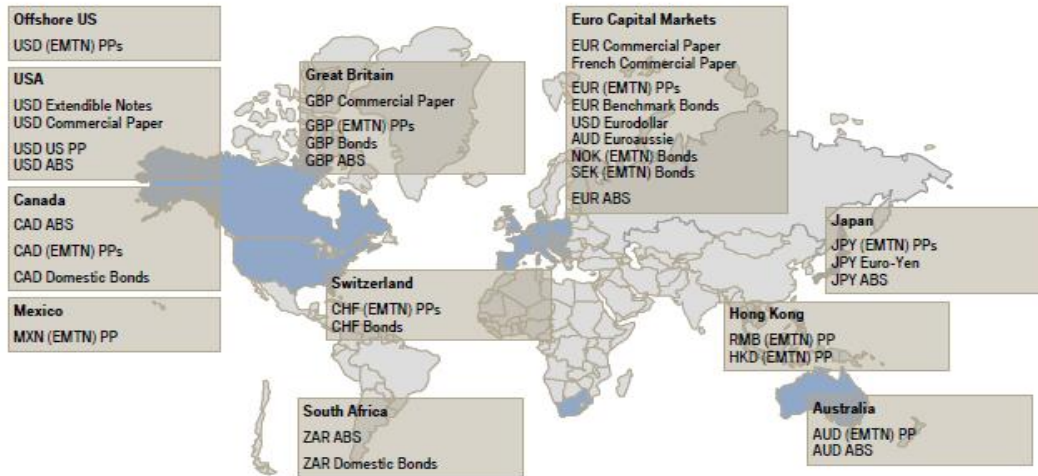 Offshore US
USD (EMTN) PPs
USA
USD Extendible Notes
USD Commercial Paper
USD US PP
USD ABS
Canada
CAD ABS
CAD (EMTN) PPs
CAD Domestic Bonds
Mexico
MXN (EMTN) PP
Great Britain
GBP Commercial Paper
GBP (EMTN) PPs
GBP Bonds
GBP ABS
Switzerland
CHF (EMTN) PPs
CHF Bonds
South Africa
ZAR ABS
ZAR Domestic Bonds
Euro Capital Markets
EUR Commercial Paper
French Commercial Paper
EUR (EMTN) PPs
EUR Benchmark Bonds
USD Eurodollar
AUD Euroaussie
NOK (EMTN) Bonds
SEK (EMTN) Bonds
EUR ABS
Japan
JPY (EMTN) PPs
JPY Euro-Yen
JPY ABS
Hong Kong
RMB (EMTN) PP
HKD (EMTN) PP
Australia
AUD (EMTN) PP
AUD ABS